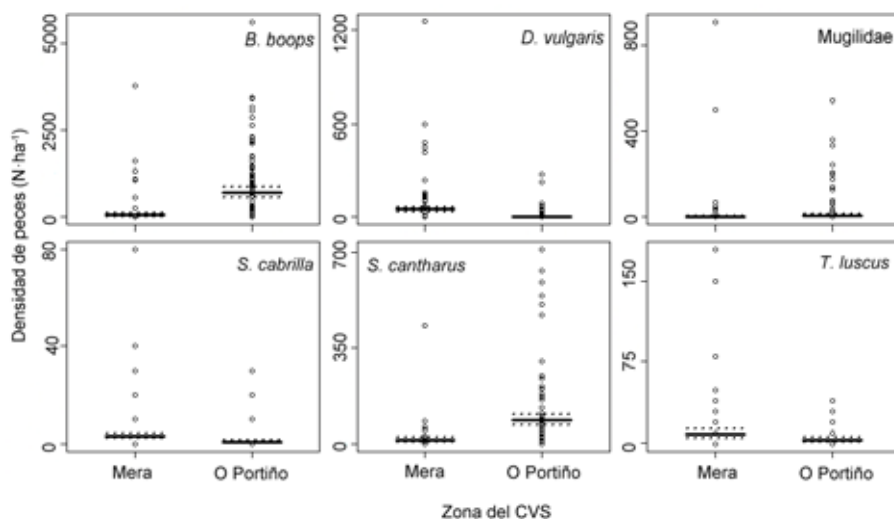 Densidad de peces (N·ha⁻¹)
B. boops
5000
2500
0
D. vulgaris
1200
600
0
Mugilidae
800
400
0
S. cabrilla
80
40
0
S. cantharus
700
350
0
T. luscus
150
75
0
Mera O Portiño
Mera O Portiño
Mera O Portiño
Zona del CVS